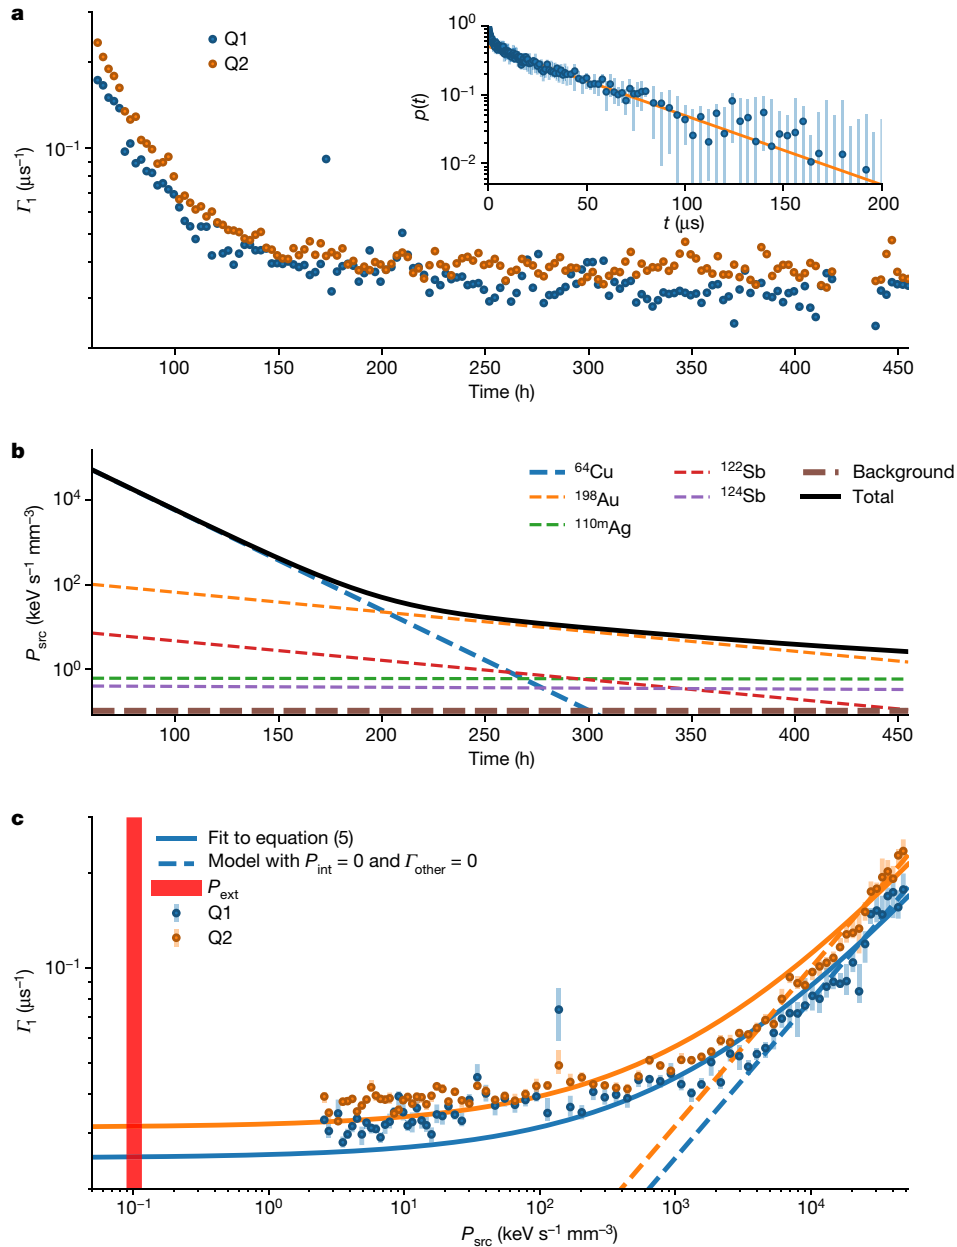 a
Q1
Q2
Γ₁ (μs⁻¹)
10⁻¹
100 150 200 250 300 350 400 450
Time (h)
p(t)
10⁰
10⁻¹
10⁻²
0 50 100 150 200
t (μs)
b
⁶⁴Cu
¹⁹⁸Au
¹¹⁰ᵐAg
¹²²Sb
¹²⁴Sb
Background
Total
P_src (keV s⁻¹ mm⁻³)
10⁴
10²
10⁰
100 150 200 250 300 350 400 450
Time (h)
c
Fit to equation (5)
Model with P_int = 0 and Γ_other = 0
P_ext
Q1
Q2
Γ₁ (μs⁻¹)
10⁻¹
10⁻¹ 10⁰ 10¹ 10² 10³ 10⁴
P_src (keV s⁻¹ mm⁻³)